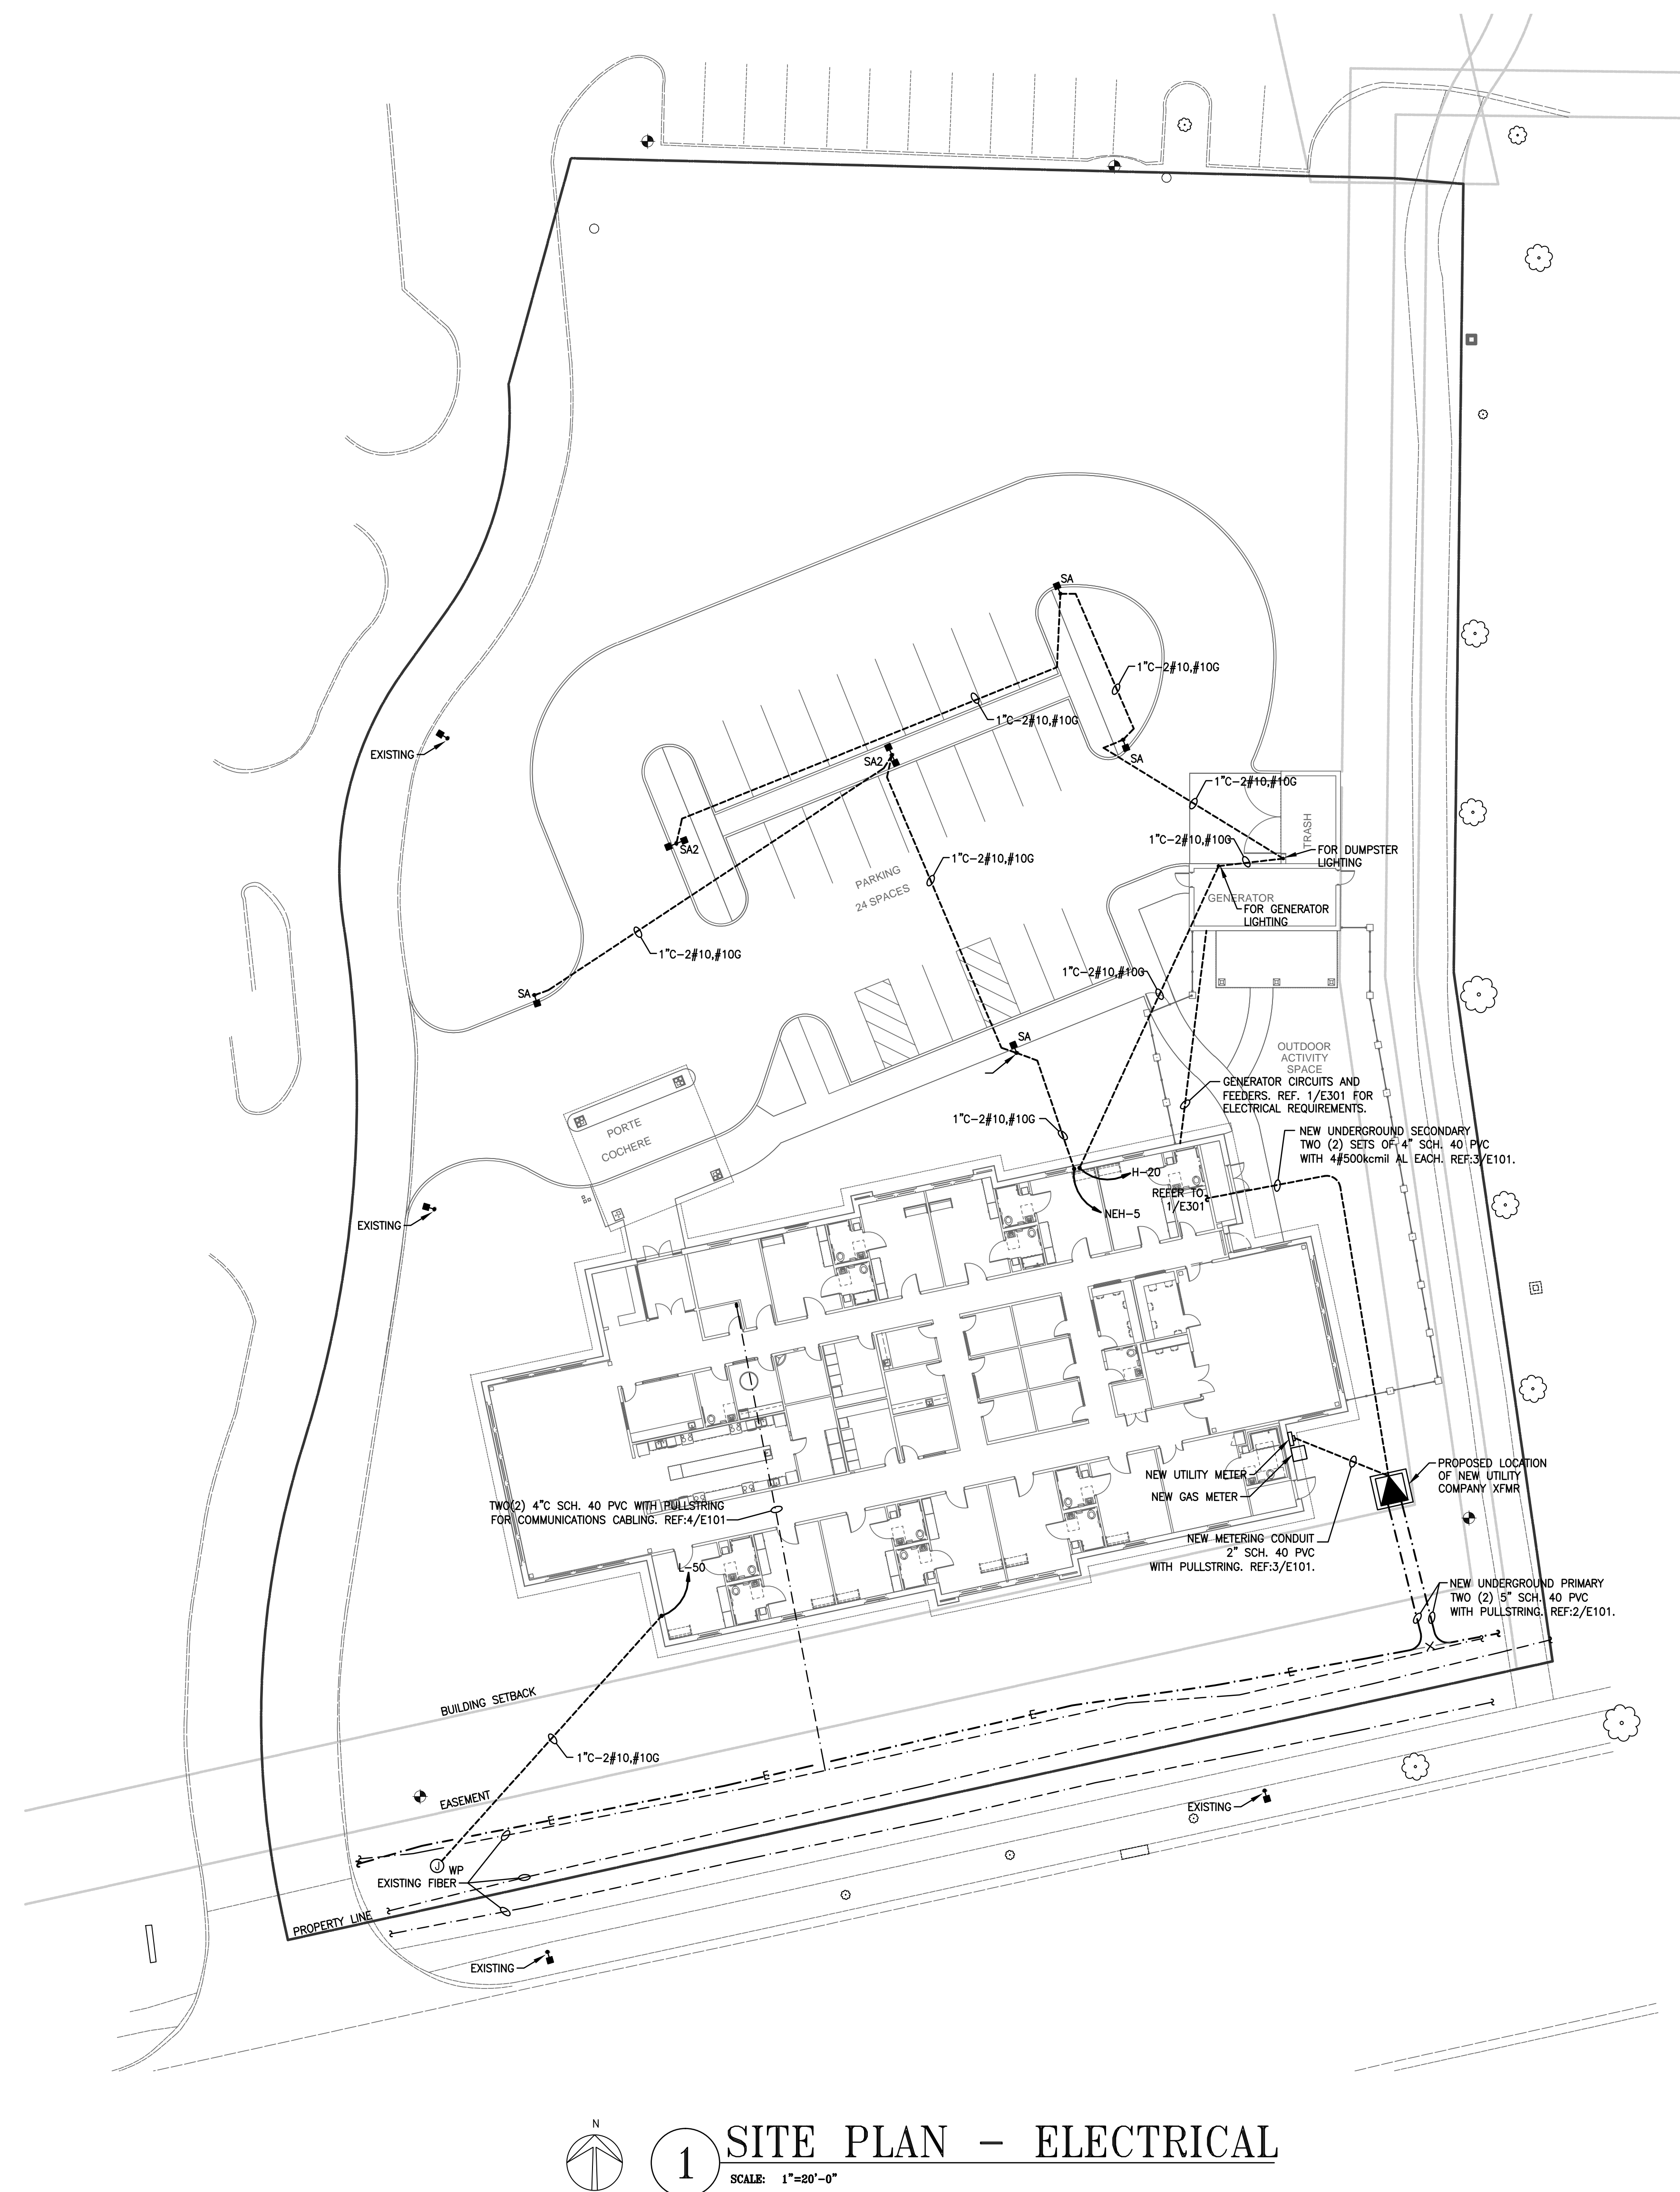 SA
1"C-2#10,#10G
1"C-2#10,#10G
EXISTING
SA2
SA
1"C-2#10,#10G
TRASH
1"C-2#10,#10G
SA2
FOR DUMPSTER
LIGHTING
1"C-2#10,#10G
PARKING
24 SPACES
GENERATOR
FOR GENERATOR
LIGHTING
1"C-2#10,#10G
1"C-2#10,#10G
SA
SA
OUTDOOR
ACTIVITY
SPACE
GENERATOR CIRCUITS AND
FEEDERS. REF. 1/E301 FOR
ELECTRICAL REQUIREMENTS.
1"C-2#10,#10G
PORTE
COCHERE
NEW UNDERGROUND SECONDARY
TWO (2) SETS OF 4" SCH. 40 PVC
WITH 4#500kcmil AL EACH. REF:3/E101.
H-20
REFER TO
1/E301
NEH-5
EXISTING
NEW UTILITY METER
NEW GAS METER
PROPOSED LOCATION
OF NEW UTILITY
COMPANY XFMR
TWO(2) 4"C SCH. 40 PVC WITH PULLSTRING
FOR COMMUNICATIONS CABLING. REF:4/E101
NEW METERING CONDUIT
2" SCH. 40 PVC
WITH PULLSTRING. REF:3/E101.
L-50
NEW UNDERGROUND PRIMARY
TWO (2) 5" SCH. 40 PVC
WITH PULLSTRING. REF:2/E101.
E
E
BUILDING SETBACK
1"C-2#10,#10G
E
EASEMENT
E
EXISTING
J WP
EXISTING FIBER
PROPERTY LINE
EXISTING
N
1 SITE PLAN - ELECTRICAL
SCALE: 1"=20'-0"